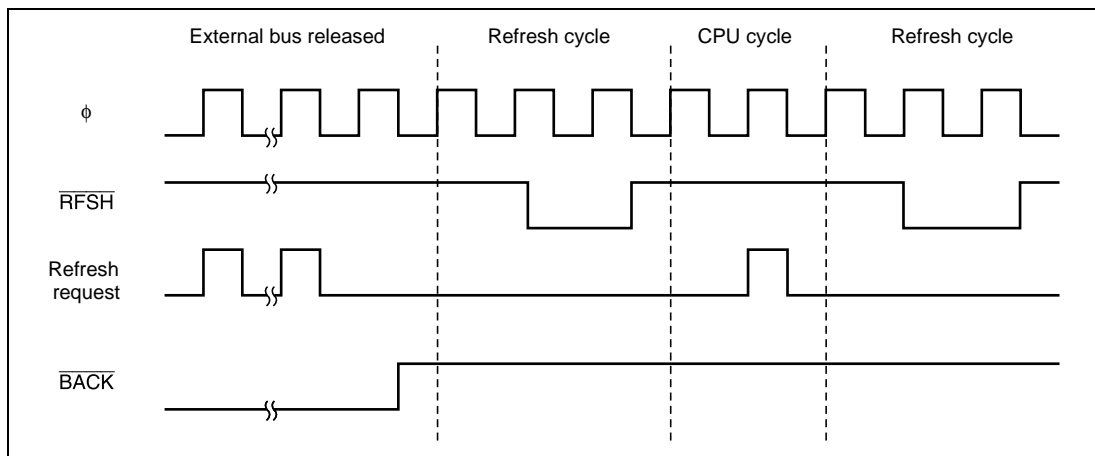 External bus released
Refresh cycle
CPU cycle
Refresh cycle
ϕ
RFSH
Refresh
request
BACK